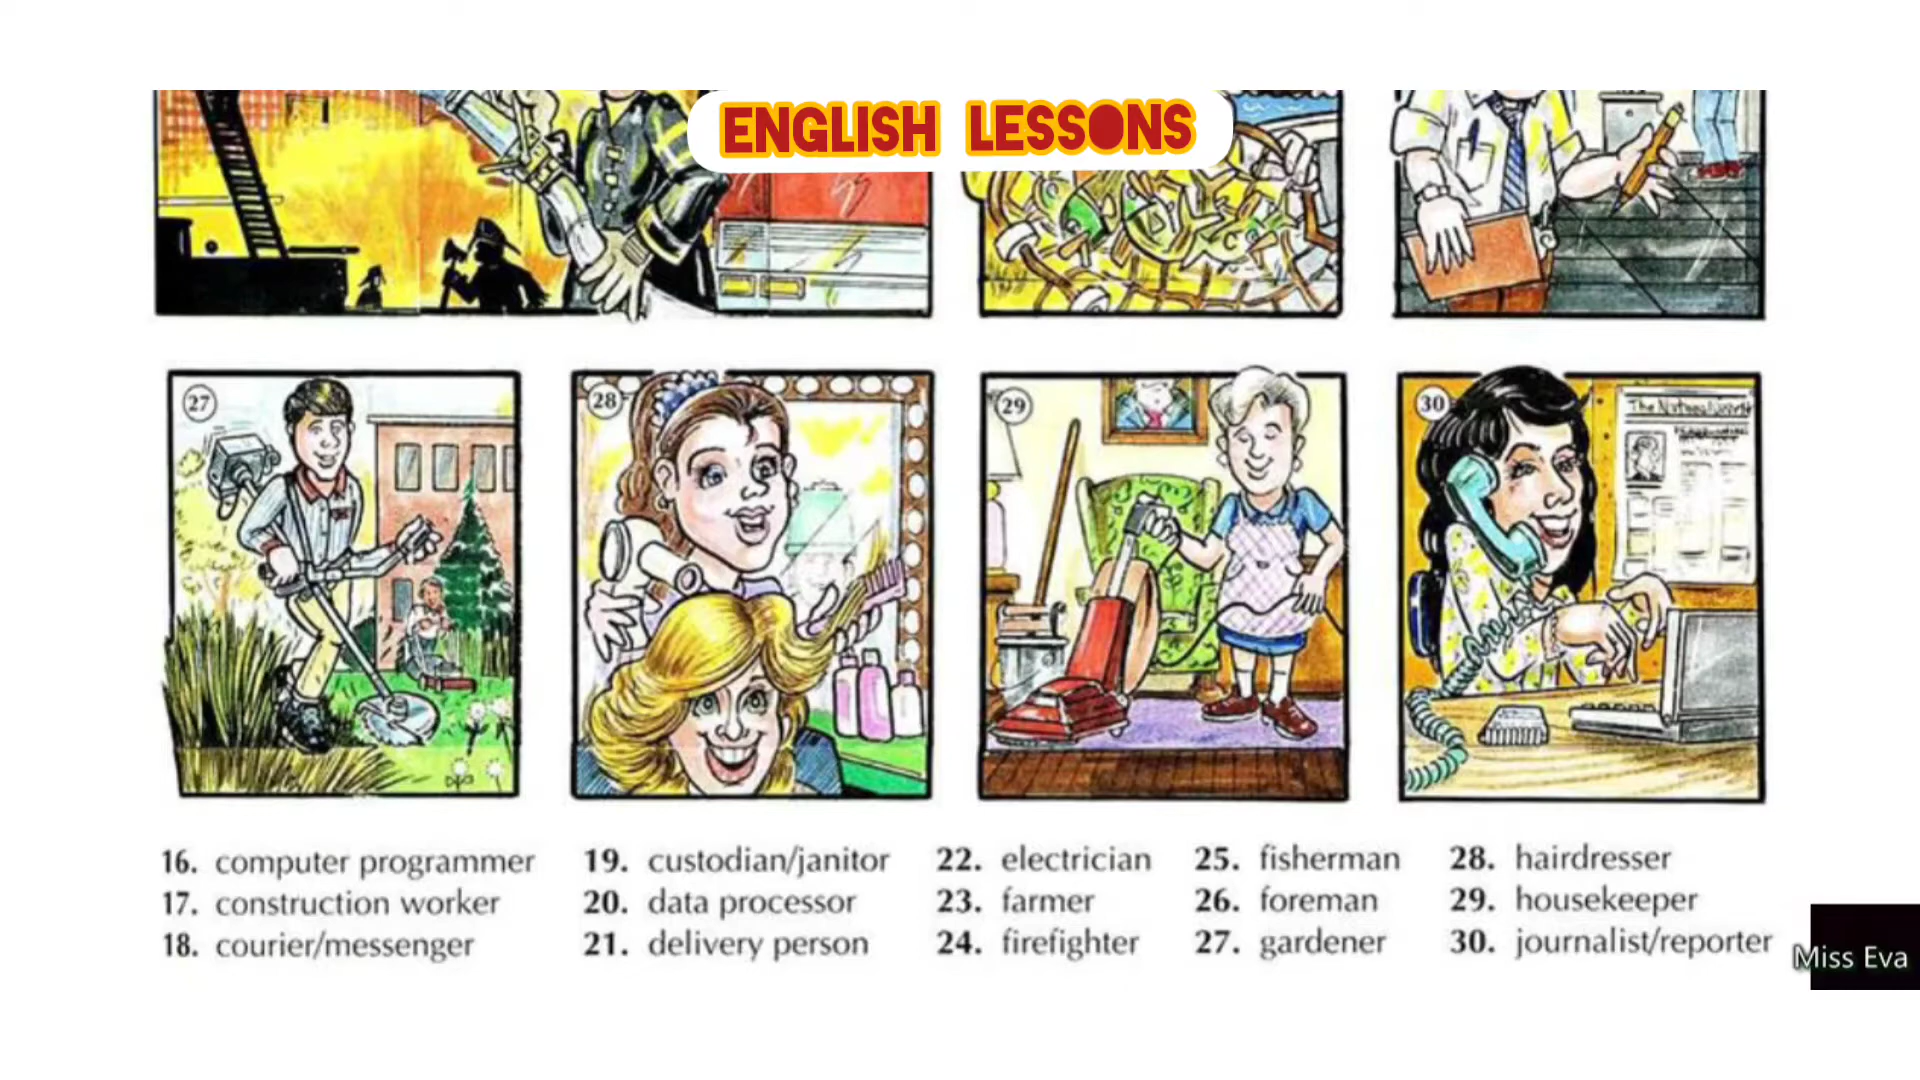 ENGLISH LESSONS
27
28
29
30
16. computer programmer
17. construction worker
18. courier/messenger
19. custodian/janitor
20. data processor
21. delivery person
22. electrician
23. farmer
24. firefighter
25. fisherman
26. foreman
27. gardener
28. hairdresser
29. housekeeper
30. journalist/reporter
Miss Eva